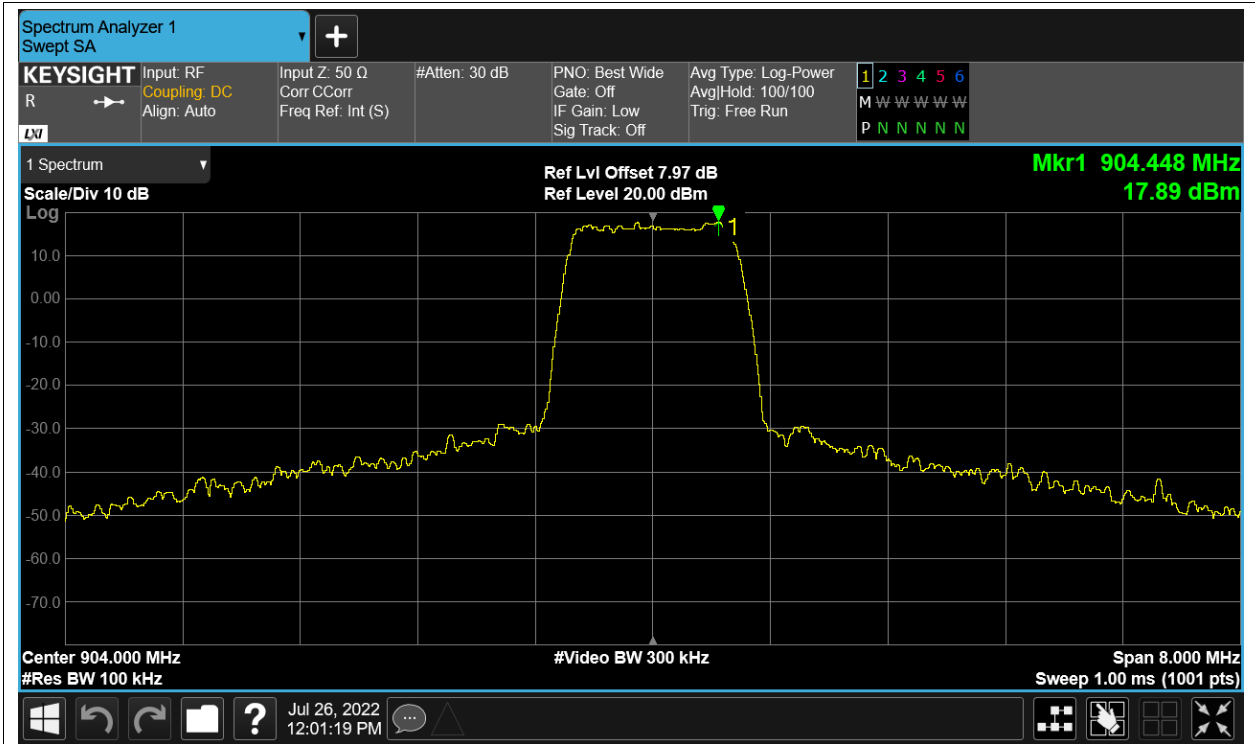 Spectrum Analyzer 1
Swept SA
KEYSIGHT
R
LXI
Input: RF
Coupling: DC
Align: Auto
Input Z: 50 Ω
Corr CCorr
Freq Ref: Int (S)
#Atten: 30 dB
PNO: Best Wide
Gate: Off
IF Gain: Low
Sig Track: Off
Avg Type: Log-Power
Avg|Hold: 100/100
Trig: Free Run
1 2 3 4 5 6
M W W W W W
P N N N N N
1 Spectrum
Scale/Div 10 dB
Log
Ref Lvl Offset 7.97 dB
Ref Level 20.00 dBm
Mkr1 904.448 MHz
17.89 dBm
1
10.0
0.00
-10.0
-20.0
-30.0
-40.0
-50.0
-60.0
-70.0
Center 904.000 MHz
#Res BW 100 kHz
#Video BW 300 kHz
Span 8.000 MHz
Sweep 1.00 ms (1001 pts)
?
Jul 26, 2022
12:01:19 PM